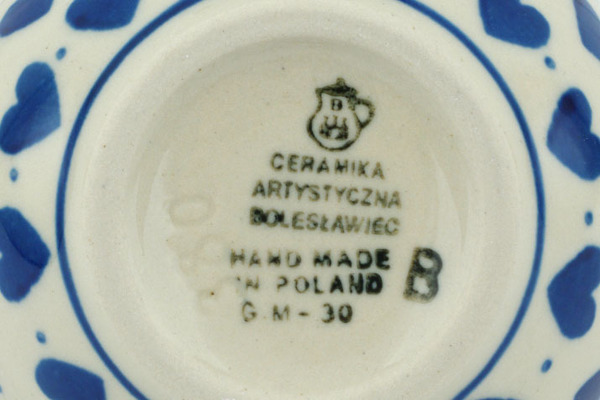 B
CERAMIKA
ARTYSTYCZNA
BOLESŁAWIEC
HAND MADE
IN POLAND B
G.M-30